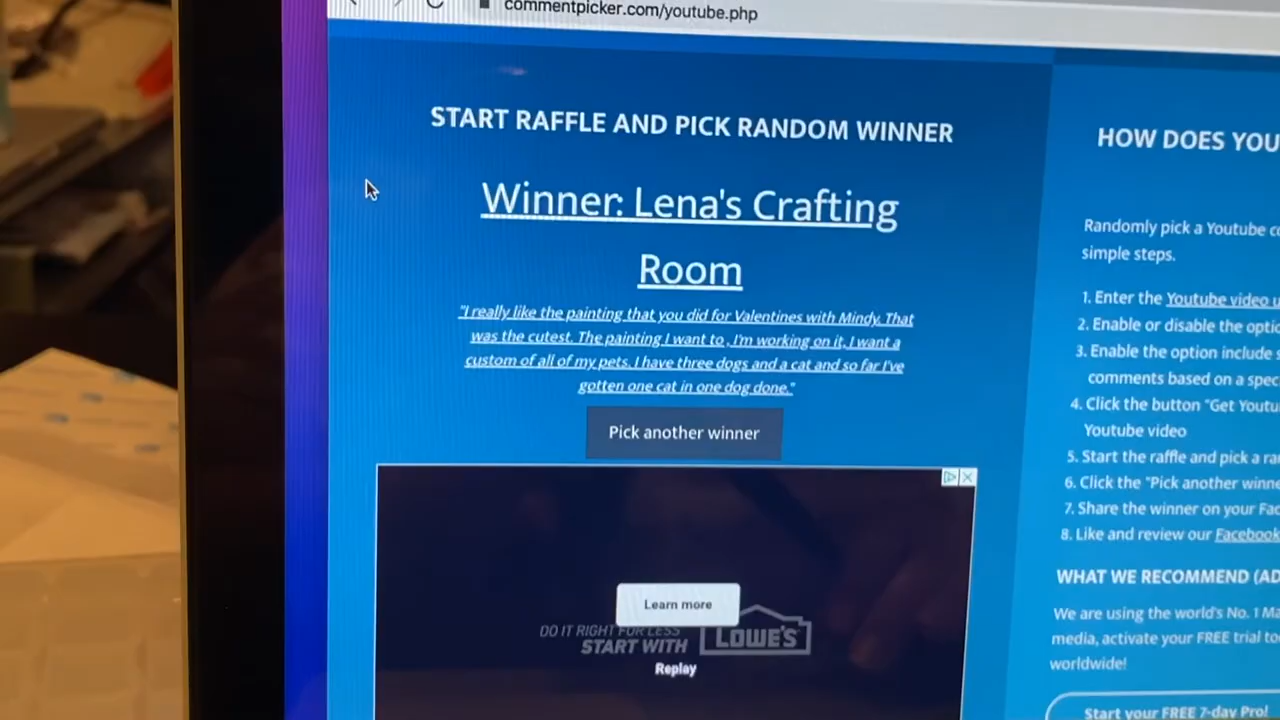 commentpicker.com/youtube.php
START RAFFLE AND PICK RANDOM WINNER
Winner: Lena's Crafting
Room
"I really like the painting that you did for Valentines with Mindy. That
was the cutest. The painting I want to , I'm working on it, I want a
custom of all of my pets. I have three dogs and a cat and so far I've
gotten one cat in one dog done."
Pick another winner
Learn more
DO IT RIGHT FOR LESS
START WITH
LOWE'S
Replay
HOW DOES YOU
Randomly pick a Youtube co
simple steps.
1. Enter the Youtube video u
2. Enable or disable the optio
3. Enable the option include s
comments based on a spec
4. Click the button "Get Youtu
Youtube video
5. Start the raffle and pick a ra
6. Click the "Pick another winne
7. Share the winner on your Fac
8. Like and review our Facebook
WHAT WE RECOMMEND (AD
We are using the world's No. 1 Ma
media, activate your FREE trial to
worldwide!
Start your FREE 7-day Pro!